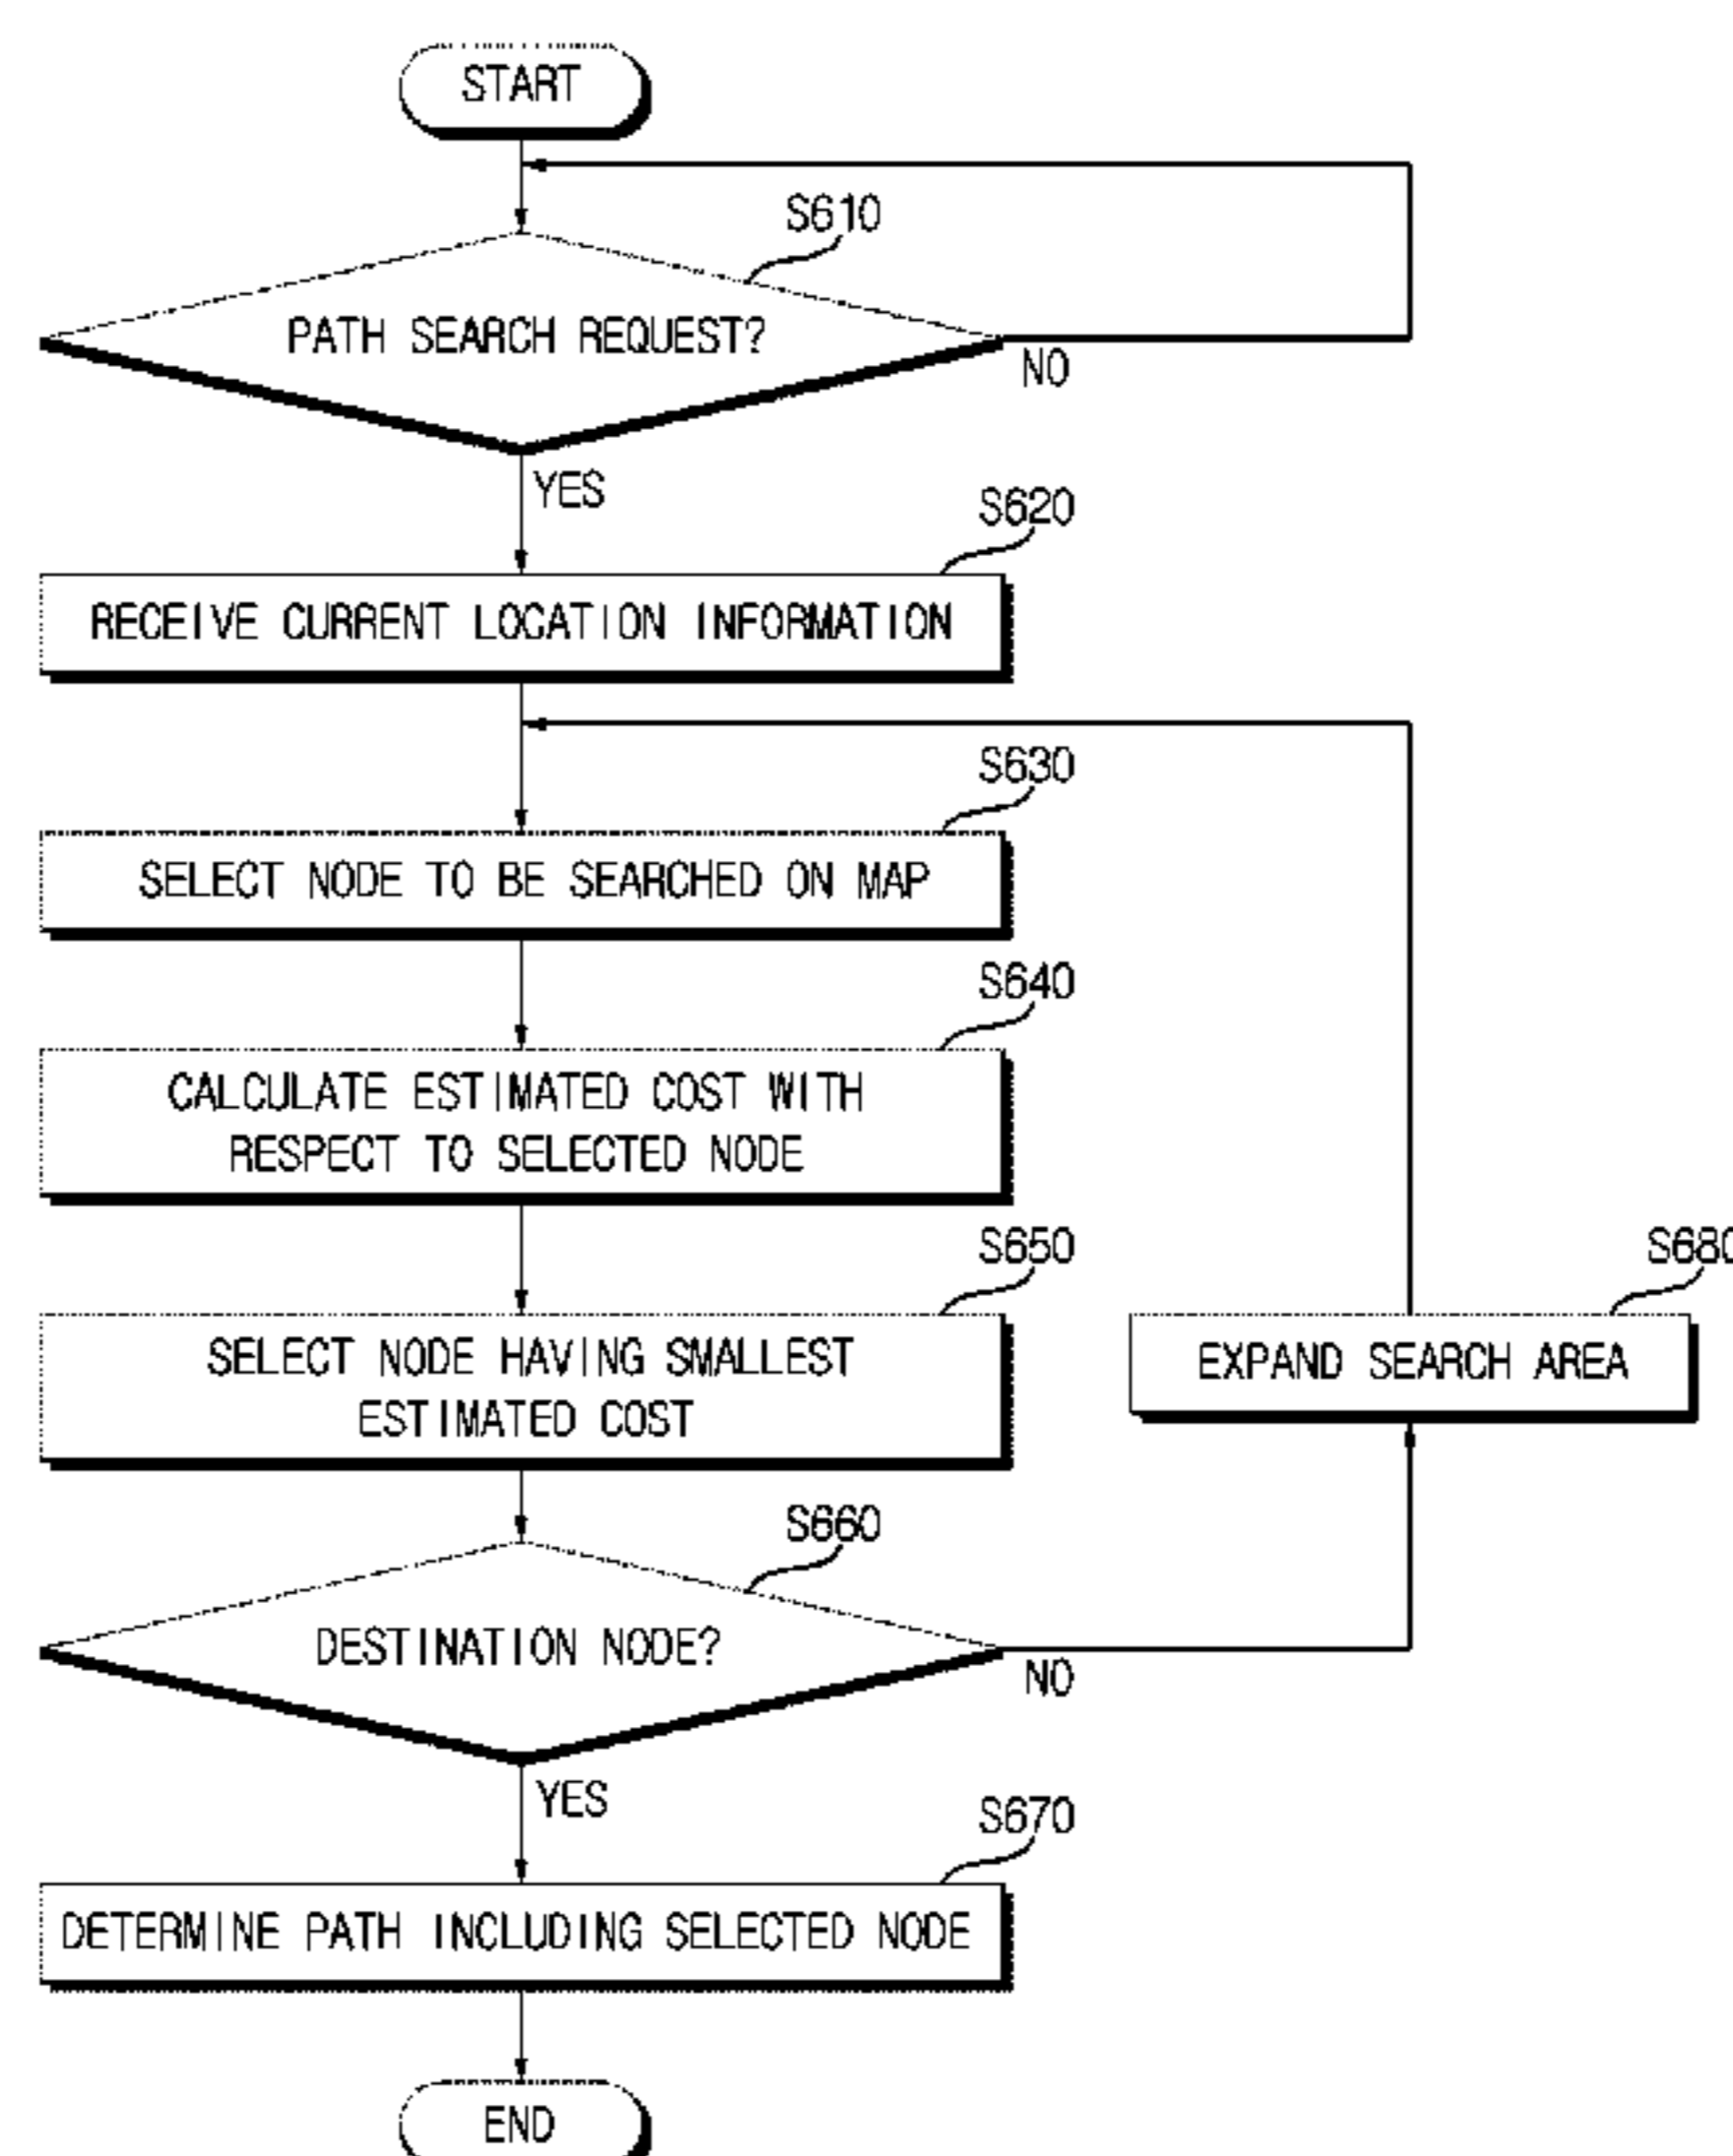 START
S610
PATH SEARCH REQUEST?
NO
YES
S620
RECEIVE CURRENT LOCATION INFORMATION
S630
SELECT NODE TO BE SEARCHED ON MAP
S640
CALCULATE ESTIMATED COST WITH
RESPECT TO SELECTED NODE
S650
SELECT NODE HAVING SMALLEST
ESTIMATED COST
S680
EXPAND SEARCH AREA
S660
DESTINATION NODE?
NO
YES
S670
DETERMINE PATH INCLUDING SELECTED NODE
END